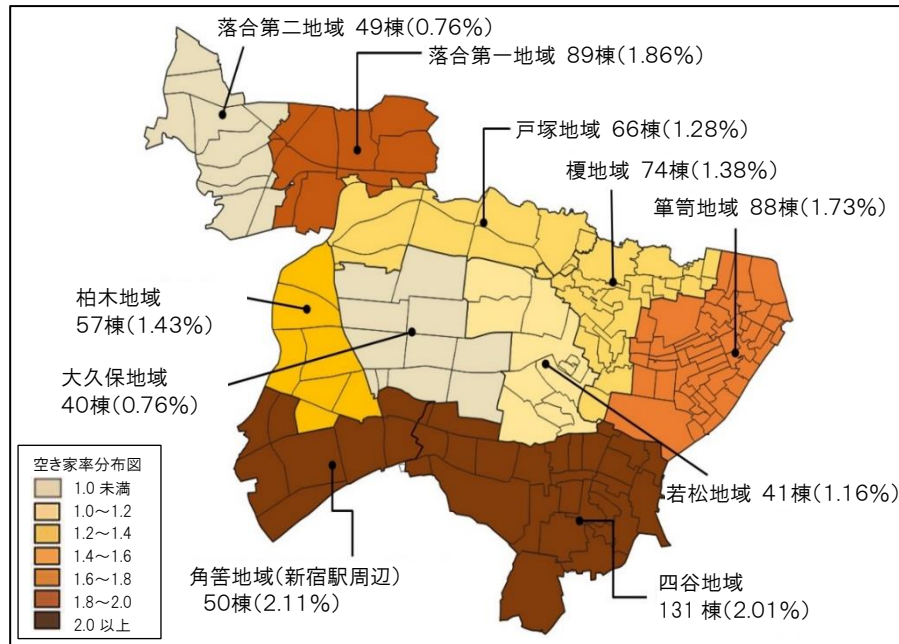 落合第二地域 49棟(0.76%)
落合第一地域 89棟(1.86%)
戸塚地域 66棟(1.28%)
榎地域 74棟(1.38%)
箪笥地域 88棟(1.73%)
柏木地域
57棟(1.43%)
大久保地域
40棟(0.76%)
若松地域 41棟(1.16%)
角筈地域(新宿駅周辺)
50棟(2.11%)
四谷地域
131棟(2.01%)
空き家率分布図
1.0 未満
1.0～1.2
1.2～1.4
1.4～1.6
1.6～1.8
1.8～2.0
2.0 以上